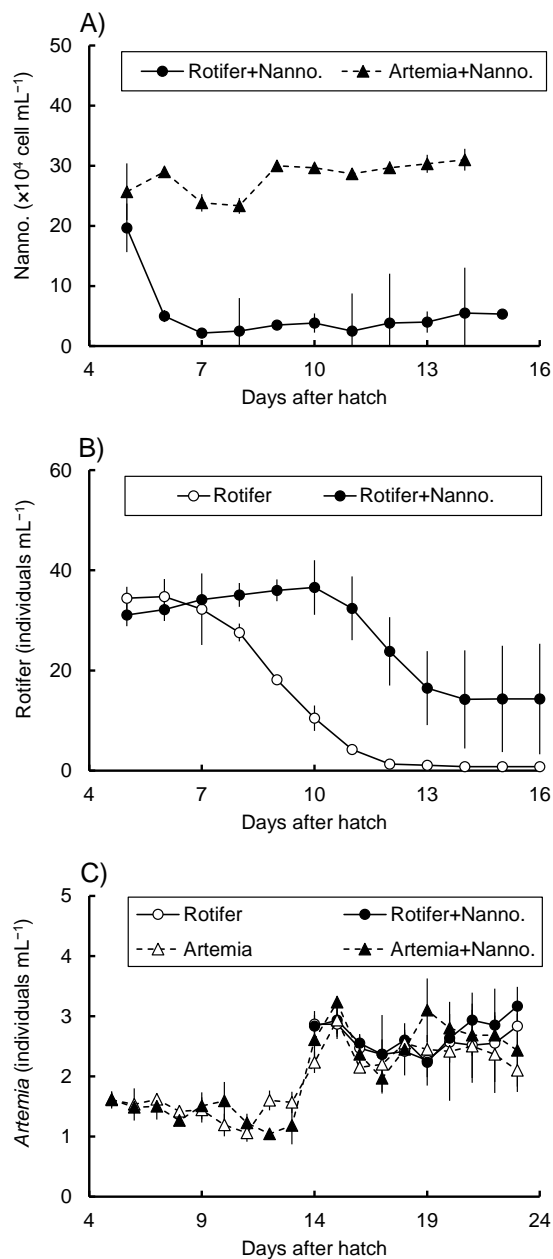 A)
60
50
40
30
20
10
0
Nanno. (×10⁴ cell mL⁻¹)
Rotifer+Nanno. Artemia+Nanno.
4 7 10 13 16
Days after hatch
B)
60
40
20
0
Rotifer (individuals mL⁻¹)
Rotifer Rotifer+Nanno.
4 7 10 13 16
Days after hatch
C)
5
4
3
2
1
0
Artemia (individuals mL⁻¹)
Rotifer Rotifer+Nanno.
Artemia Artemia+Nanno.
4 9 14 19 24
Days after hatch